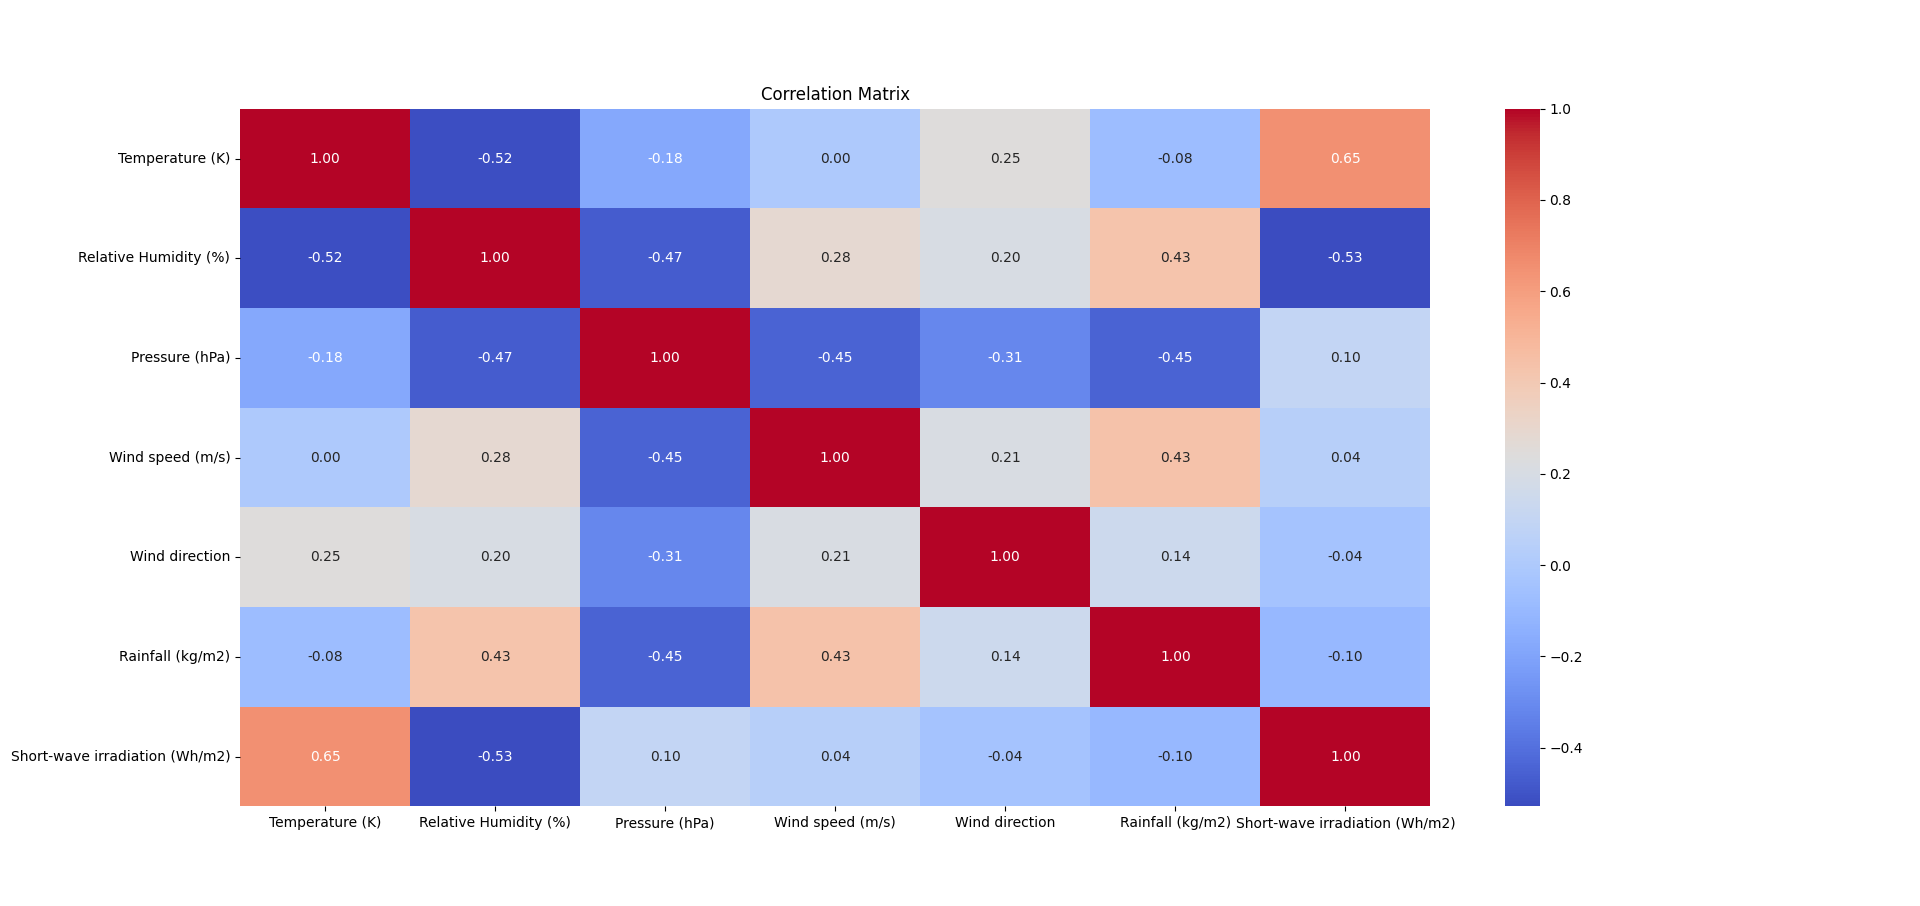 Correlation Matrix
Temperature (K) 1.00 -0.52 -0.18 0.00 0.25 -0.08 0.65
Relative Humidity (%) -0.52 1.00 -0.47 0.28 0.20 0.43 -0.53
Pressure (hPa) -0.18 -0.47 1.00 -0.45 -0.31 -0.45 0.10
Wind speed (m/s) 0.00 0.28 -0.45 1.00 0.21 0.43 0.04
Wind direction 0.25 0.20 -0.31 0.21 1.00 0.14 -0.04
Rainfall (kg/m2) -0.08 0.43 -0.45 0.43 0.14 1.00 -0.10
Short-wave irradiation (Wh/m2) 0.65 -0.53 0.10 0.04 -0.04 -0.10 1.00
Temperature (K) Relative Humidity (%) Pressure (hPa) Wind speed (m/s) Wind direction Rainfall (kg/m2) Short-wave irradiation (Wh/m2)
1.0
0.8
0.6
0.4
0.2
0.0
−0.2
−0.4